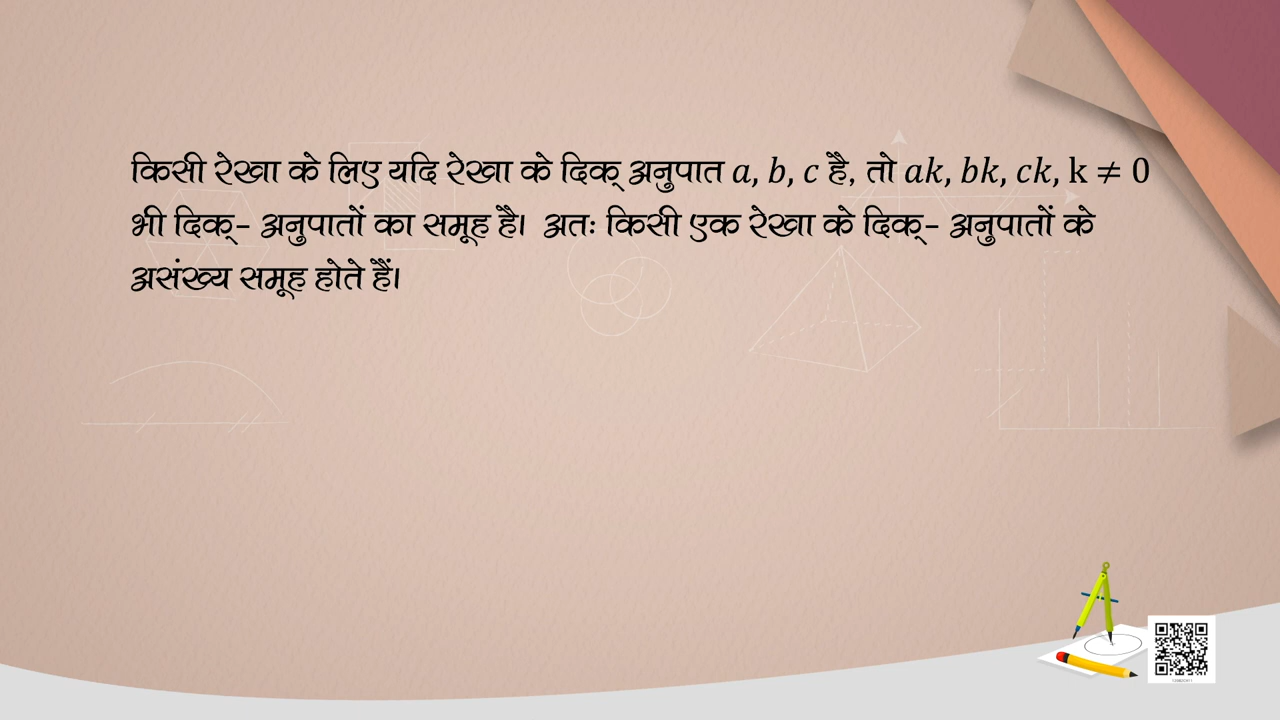 किसी रेखा के लिए यदि रेखा के दिक् अनुपात a, b, c है, तो ak, bk, ck, k ≠ 0
भी दिक्- अनुपातों का समूह है। अतः किसी एक रेखा के दिक्- अनुपातों के
असंख्य समूह होते हैं।